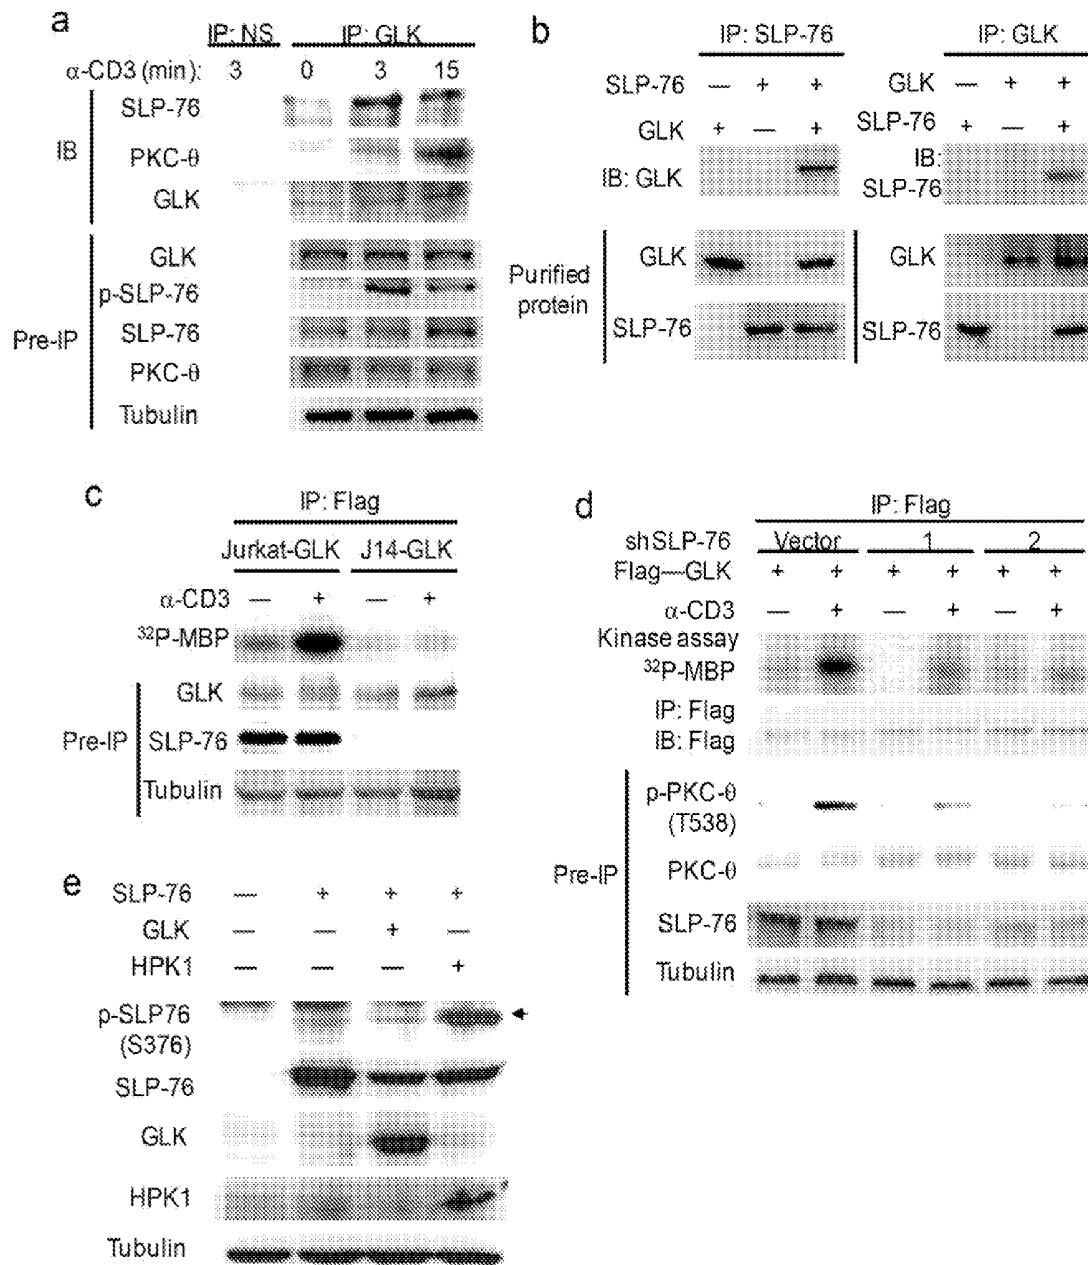 a
IP: NS IP: GLK
α-CD3 (min): 3 0 3 15
SLP-76
IB PKC-θ
GLK
GLK
p-SLP-76
Pre-IP SLP-76
PKC-θ
Tubulin
b
IP: SLP-76
SLP-76 — + +
GLK + — +
IB: GLK
GLK
Purified
protein
SLP-76
IP: GLK
GLK — + +
SLP-76 + — +
IB:
SLP-76
GLK
SLP-76
c
IP: Flag
Jurkat-GLK J14-GLK
α-CD3 — + — +
³²P-MBP
GLK
Pre-IP SLP-76
Tubulin
d
IP: Flag
shSLP-76 Vector 1 2
Flag—GLK + + + + + +
α-CD3 — + — + — +
Kinase assay
³²P-MBP
IP: Flag
IB: Flag
p-PKC-θ
(T538)
Pre-IP PKC-θ
SLP-76
Tubulin
e
SLP-76 — + + +
GLK — — + —
HPK1 — — — +
p-SLP76
(S376)
SLP-76
GLK
HPK1
Tubulin